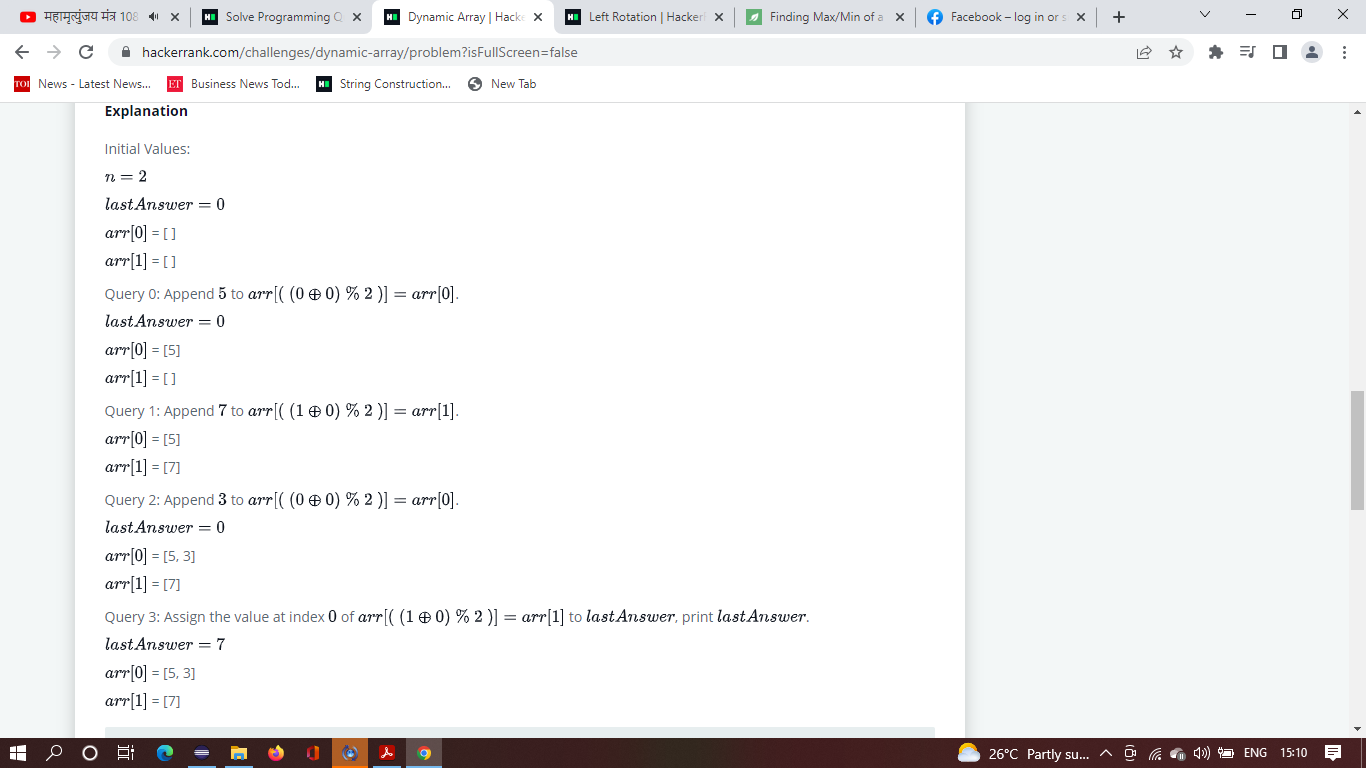 महामृत्युंजय मंत्र 108
Solve Programming Q
Dynamic Array | Hacke
Left Rotation | Hacker
Finding Max/Min of a
Facebook – log in or s
hackerrank.com/challenges/dynamic-array/problem?isFullScreen=false
TOI News - Latest News...
ET Business News Tod...
String Construction...
New Tab
Explanation
Initial Values:
n = 2
lastAnswer = 0
arr[0] = [ ]
arr[1] = [ ]
Query 0: Append 5 to arr[( (0 ⊕ 0) % 2 )] = arr[0].
lastAnswer = 0
arr[0] = [5]
arr[1] = [ ]
Query 1: Append 7 to arr[( (1 ⊕ 0) % 2 )] = arr[1].
arr[0] = [5]
arr[1] = [7]
Query 2: Append 3 to arr[( (0 ⊕ 0) % 2 )] = arr[0].
lastAnswer = 0
arr[0] = [5, 3]
arr[1] = [7]
Query 3: Assign the value at index 0 of arr[( (1 ⊕ 0) % 2 )] = arr[1] to lastAnswer, print lastAnswer.
lastAnswer = 7
arr[0] = [5, 3]
arr[1] = [7]
26°C Partly su...
ENG
15:10